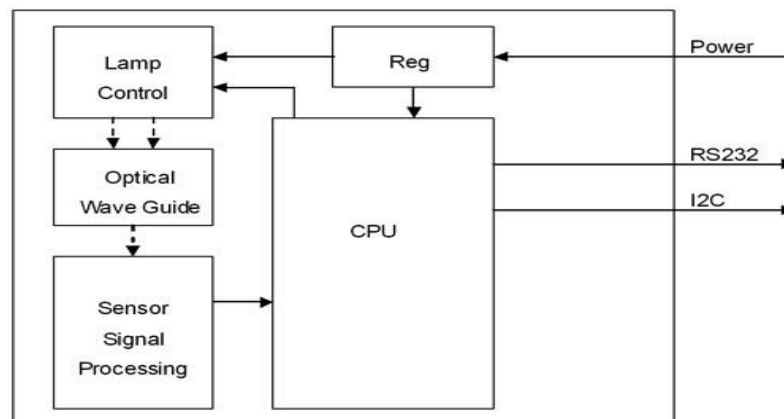 Lamp
Control
Reg
Power
Optical
Wave Guide
CPU
RS232
I2C
Sensor
Signal
Processing